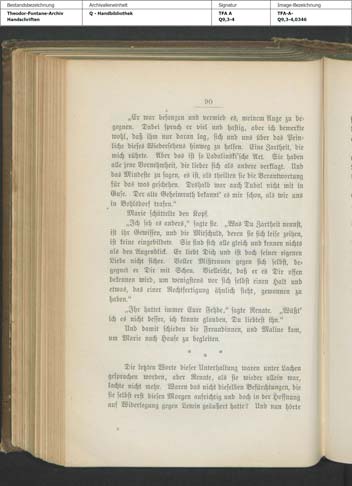 Bestandsbezeichnung
Theodor-Fontane-Archiv
Handschriften
Archivalieneinheit
Q - Handbibliothek
Signatur
TFA A
Q9,3-4
Image-Bezeichnung
TFA-A-
Q9,3-4,0346
90
„Er war befangen und vermied es, meinem Auge zu be-
gegnen. Dabei sprach er viel und hastig, aber ich bemerkte
wohl, daß ihm nur daran lag, sich und uns über das Pein-
liche dieses Wiedersehens hinweg zu helfen. Eine Zartheit, die
mich rührte. Aber das ist so Ladalinski'sche Art. Sie haben
alle jene Vornehmheit, die lieber sich als andere verklagt. Und
das Mindeste zu sagen, es ist, als theilten sie die Verantwortung
für das was geschehen. Deshalb war auch Tubal nicht mit in
Guse. Der alte Geheimrath bekannt' es mir schon, als wir uns
in Bohlsdorf trafen."
Marie schüttelte den Kopf.
„Ich seh es anders," sagte sie. „Was Du Zartheit nennst,
ist ihr Gewissen, und die Mitschuld, deren sie sich leise zeihen,
ist keine eingebildete. Sie sind sich alle gleich und kennen nichts
als den Augenblick. Er liebt Dich und ist doch seiner eigenen
Liebe nicht sicher. Voller Mißtrauen gegen sich selbst, be-
gegnet er Dir mit Scheu. Vielleicht, daß er es Dir offen
bekennen wird, um wenigstens vor sich selbst einen Halt und
etwas, das einer Rechtfertigung ähnlich sieht, gewonnen zu
haben."
„Ihr hattet immer Eure Fehde," sagte Renate. „Wüßt'
ich es nicht besser, ich könnte glauben, Du liebtest ihn."
Und damit schieden die Freundinnen, und Maline kam,
um Marie nach Hause zu begleiten.
* * *
Die letzten Worte dieser Unterhaltung waren unter Lachen
gesprochen worden, aber Renate, als sie wieder allein war,
lachte nicht mehr. Waren das nicht dieselben Befürchtungen, die
sie selbst erst diesen Morgen aufrichtig und doch in der Hoffnung
auf Widerlegung gegen Lewin geäußert hatte? Und nun hörte